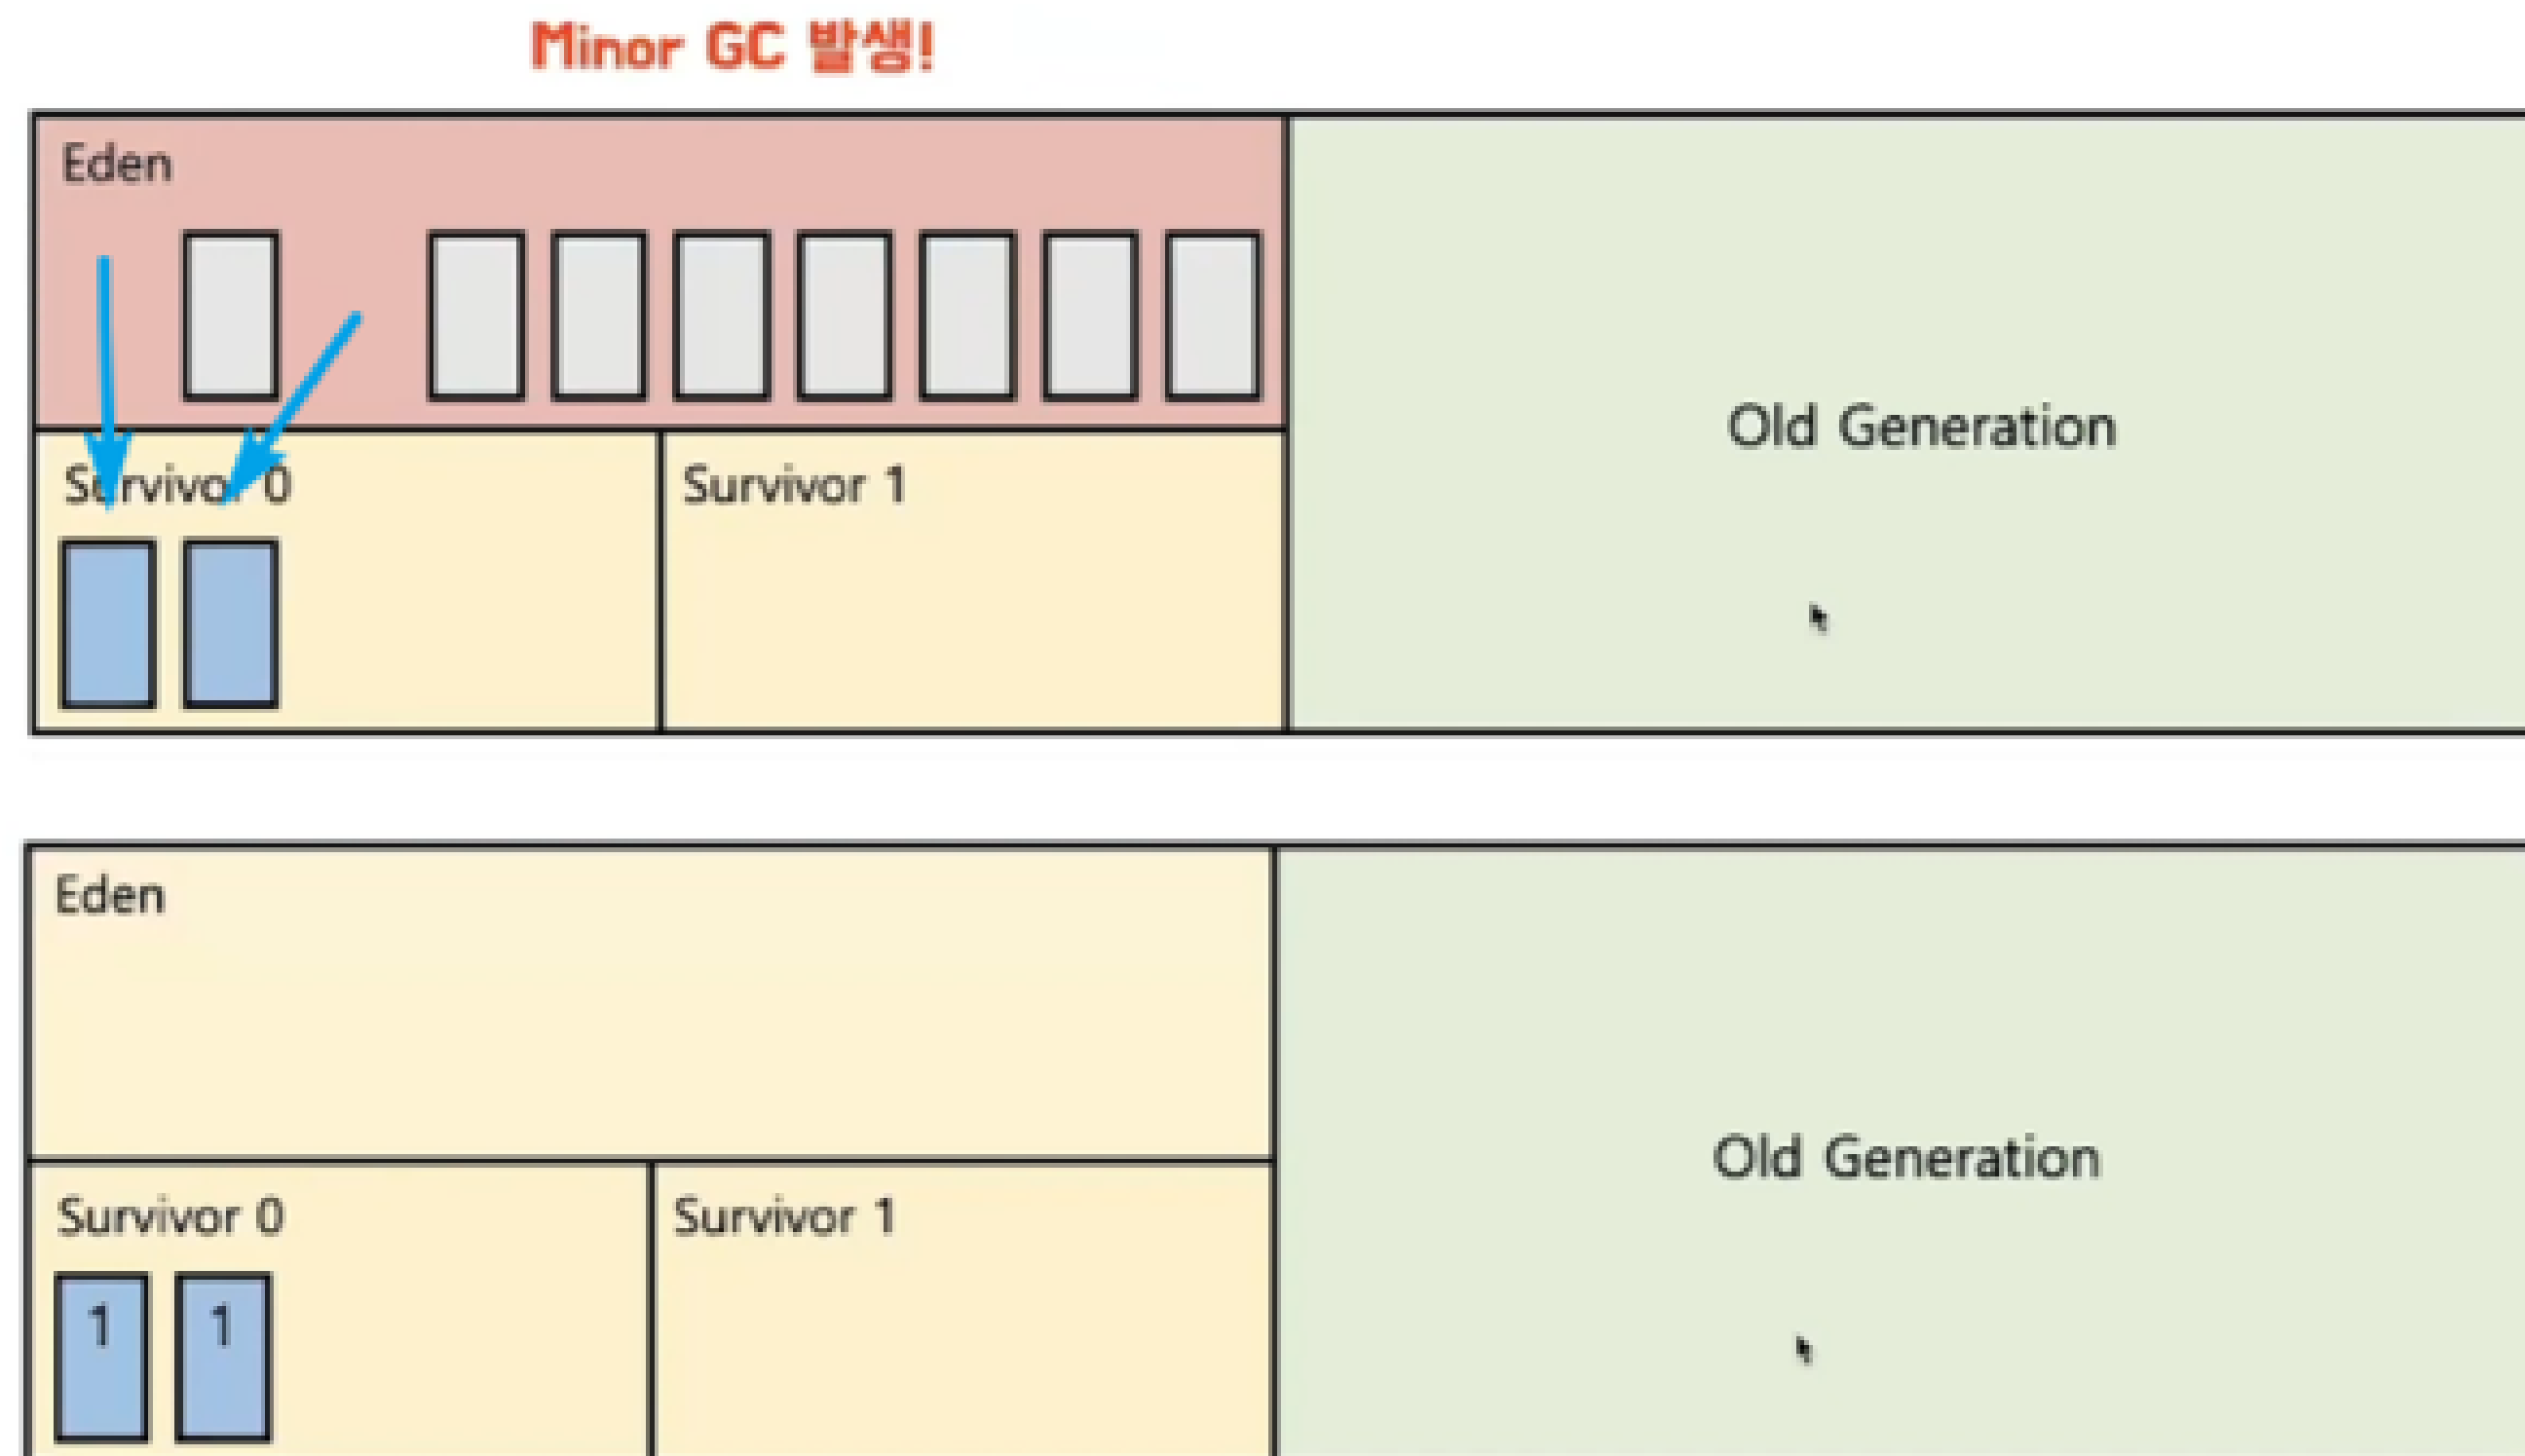 Minor GC 발생!
Eden
Survivor 0
Survivor 1
Old Generation
Eden
Survivor 0
Survivor 1
1
1
Old Generation